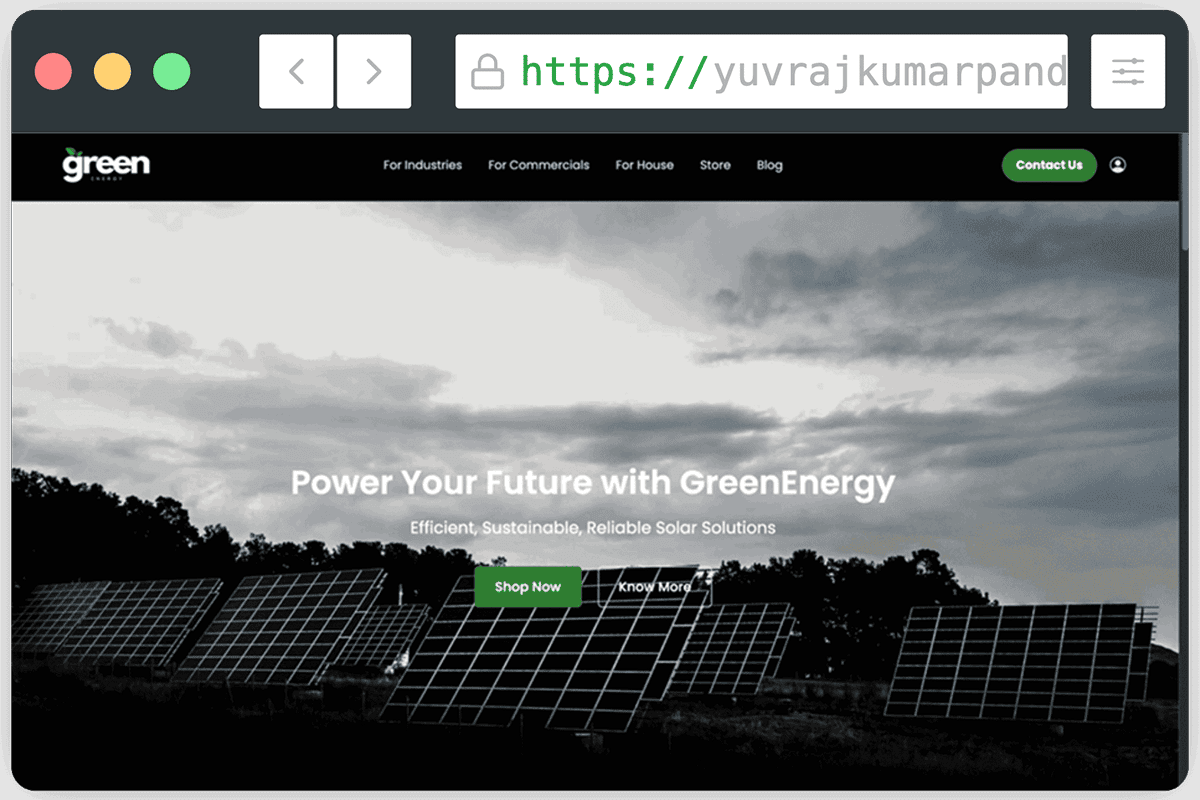 https://yuvrajkumarpand
green
ENERGY
For Industries For Commercials For House Store Blog
Contact Us
Power Your Future with GreenEnergy
Efficient, Sustainable, Reliable Solar Solutions
Shop Now Know More